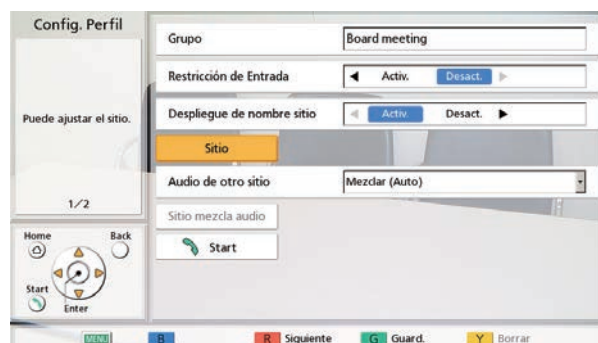 Config. Perfil
Puede ajustar el sitio.
1/2
Home
Back
Start
Enter
Grupo
Board meeting
Restricción de Entrada
Activ. Desact.
Despliegue de nombre sitio
Activ. Desact.
Sitio
Audio de otro sitio
Mezclar (Auto)
Sitio mezcla audio
Start
MENU B R Siguiente G Guard. Y Borrar